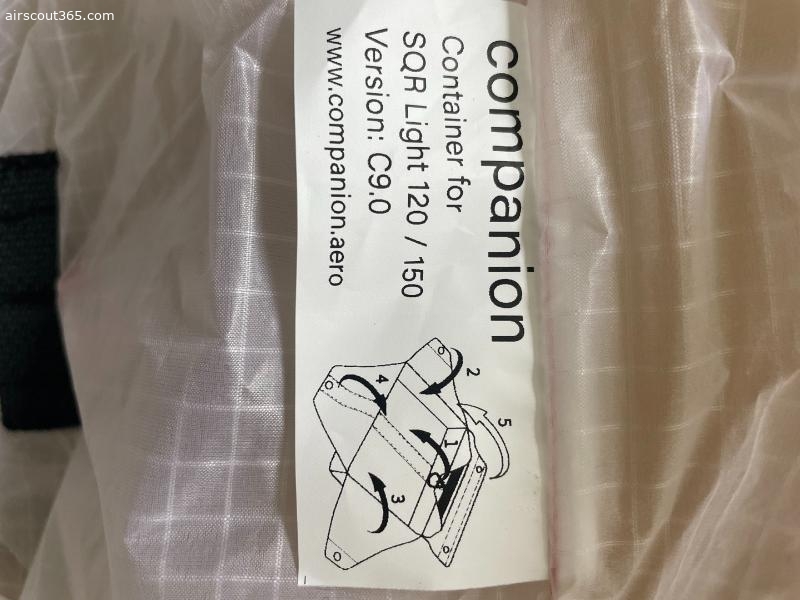 airscout365.com
companion
Container for
SQR Light 120 / 150
Version: C9.0
www.companion.aero
1
2
3
4
5